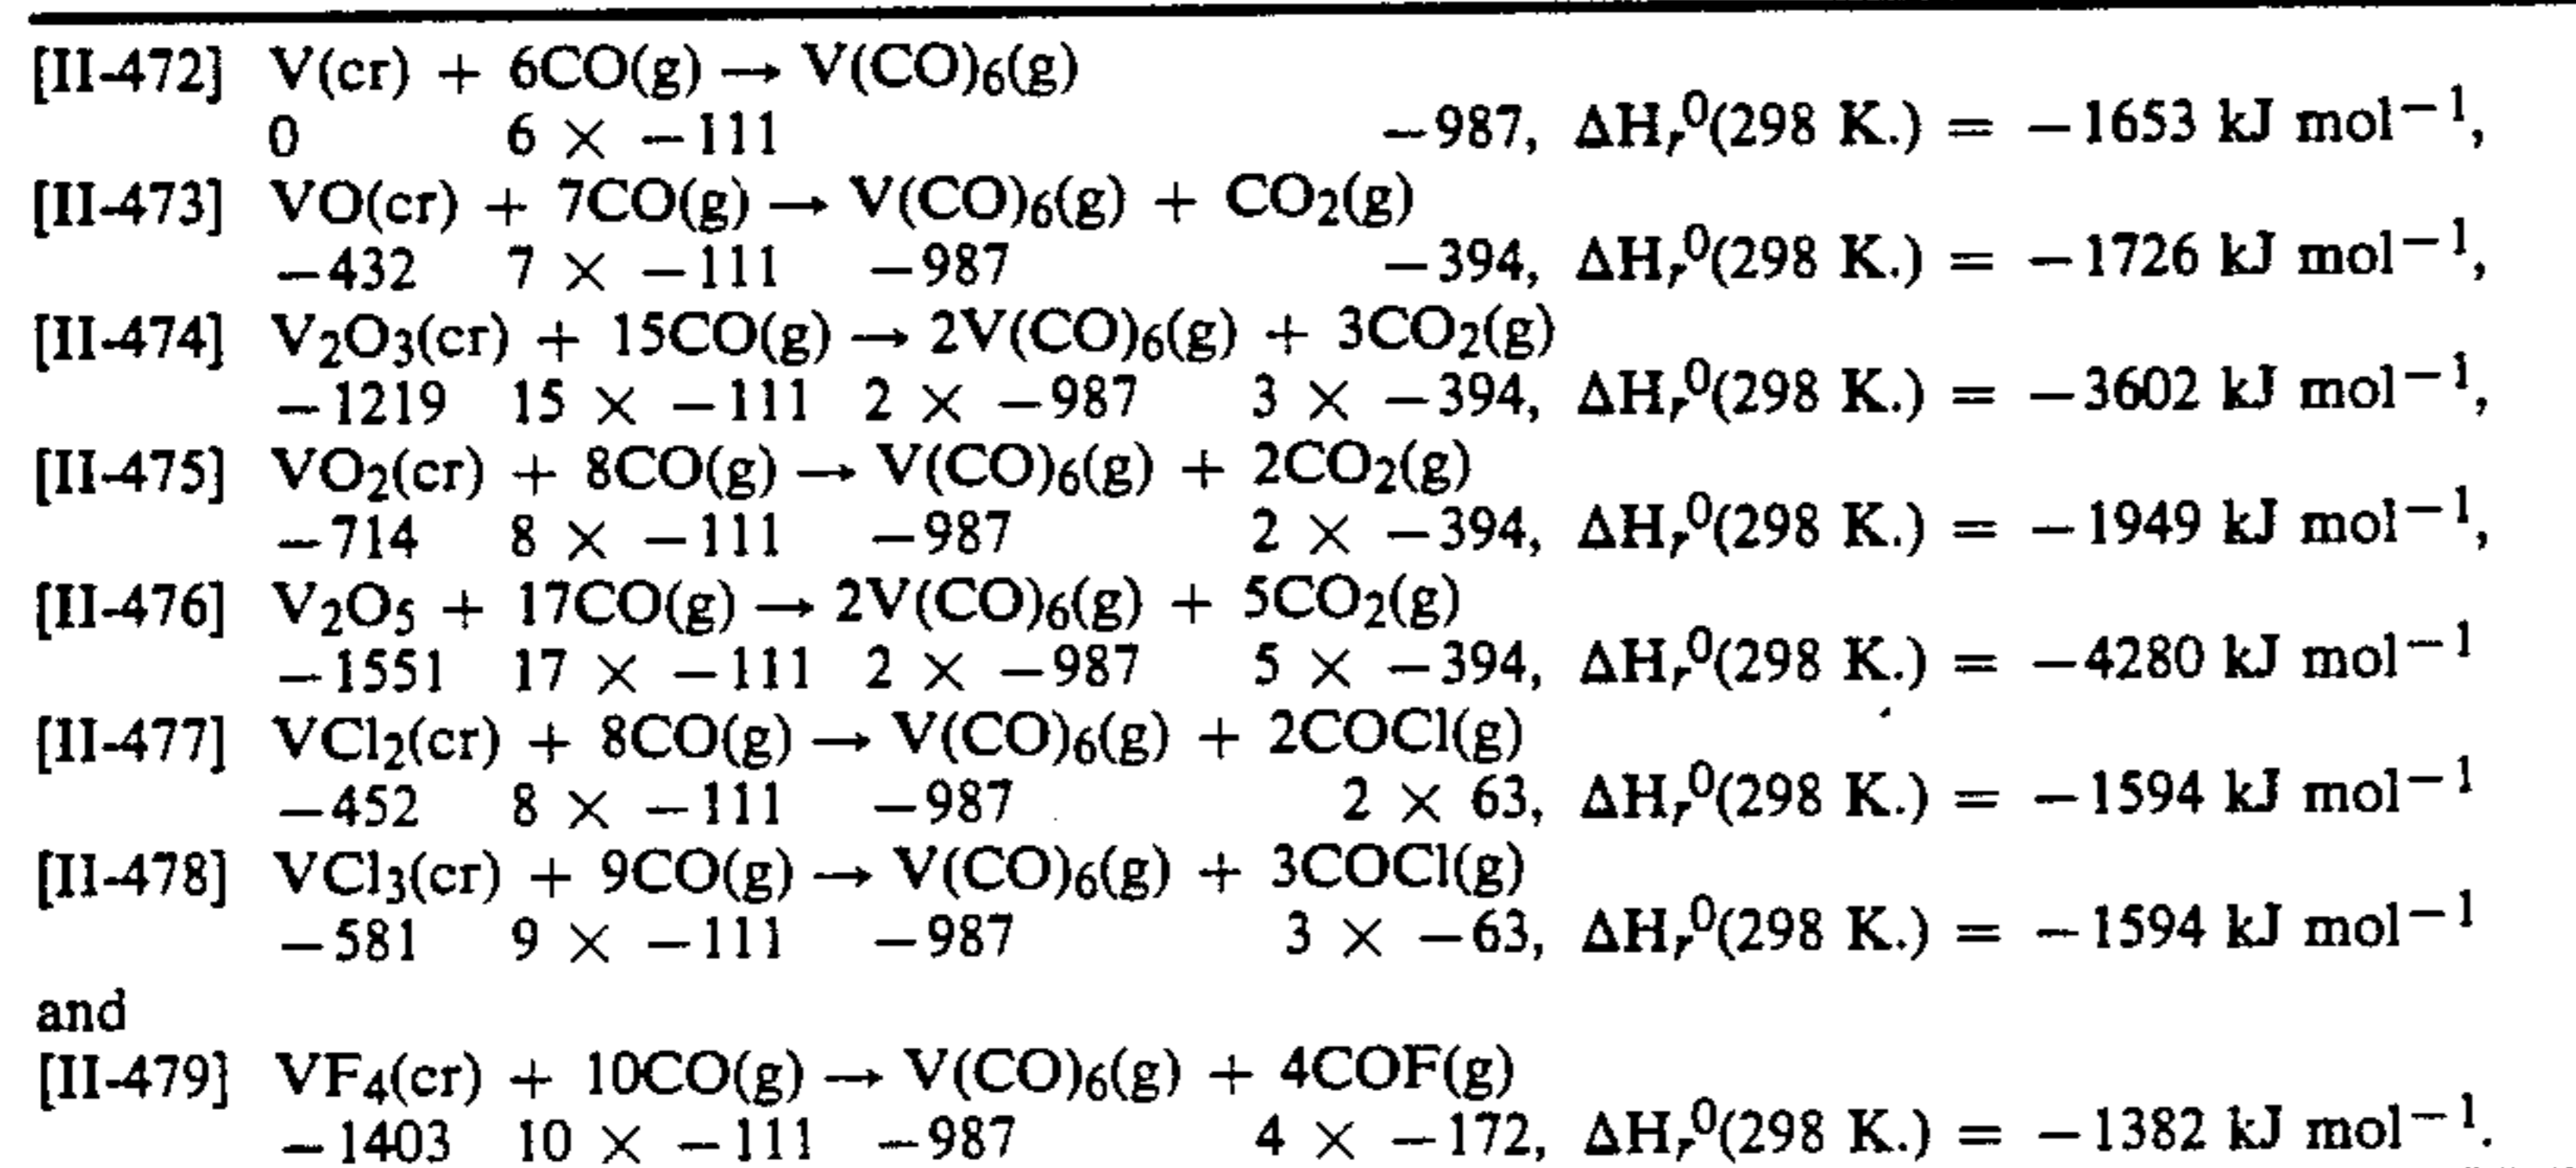 [II-472] V(cr) + 6CO(g) → V(CO)₆(g)
0 6 × −111 −987, ΔHᵣ⁰(298 K.) = −1653 kJ mol⁻¹,
[II-473] VO(cr) + 7CO(g) → V(CO)₆(g) + CO₂(g)
−432 7 × −111 −987 −394, ΔHᵣ⁰(298 K.) = −1726 kJ mol⁻¹,
[II-474] V₂O₃(cr) + 15CO(g) → 2V(CO)₆(g) + 3CO₂(g)
−1219 15 × −111 2 × −987 3 × −394, ΔHᵣ⁰(298 K.) = −3602 kJ mol⁻¹,
[II-475] VO₂(cr) + 8CO(g) → V(CO)₆(g) + 2CO₂(g)
−714 8 × −111 −987 2 × −394, ΔHᵣ⁰(298 K.) = −1949 kJ mol⁻¹,
[II-476] V₂O₅ + 17CO(g) → 2V(CO)₆(g) + 5CO₂(g)
−1551 17 × −111 2 × −987 5 × −394, ΔHᵣ⁰(298 K.) = −4280 kJ mol⁻¹
[II-477] VCl₂(cr) + 8CO(g) → V(CO)₆(g) + 2COCl(g)
−452 8 × −111 −987 2 × 63, ΔHᵣ⁰(298 K.) = −1594 kJ mol⁻¹
[II-478] VCl₃(cr) + 9CO(g) → V(CO)₆(g) + 3COCl(g)
−581 9 × −111 −987 3 × −63, ΔHᵣ⁰(298 K.) = −1594 kJ mol⁻¹
and
[II-479] VF₄(cr) + 10CO(g) → V(CO)₆(g) + 4COF(g)
−1403 10 × −111 −987 4 × −172, ΔHᵣ⁰(298 K.) = −1382 kJ mol⁻¹.